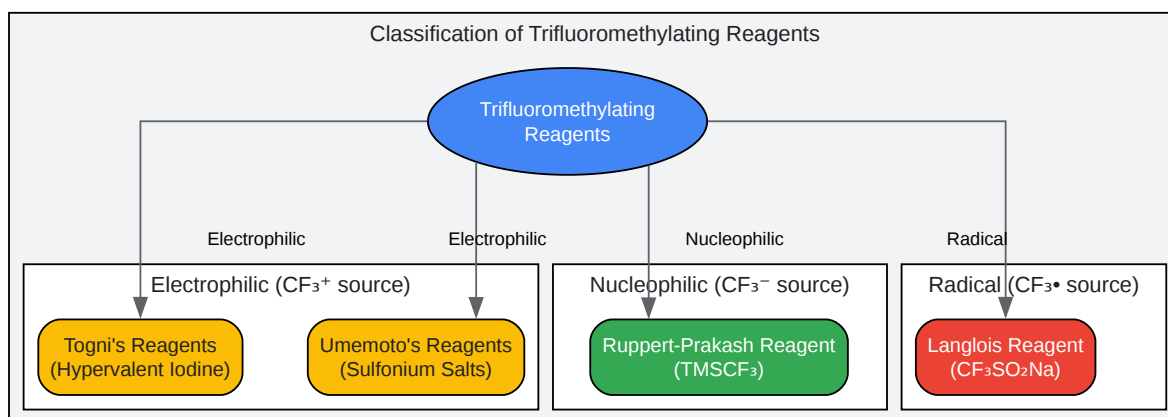 Classification of Trifluoromethylating Reagents
Trifluoromethylating
Reagents
Electrophilic
Electrophilic
Nucleophilic
Radical
Electrophilic (CF₃⁺ source)
Nucleophilic (CF₃⁻ source)
Radical (CF₃• source)
Togni's Reagents
(Hypervalent Iodine)
Umemoto's Reagents
(Sulfonium Salts)
Ruppert-Prakash Reagent
(TMSCF₃)
Langlois Reagent
(CF₃SO₂Na)